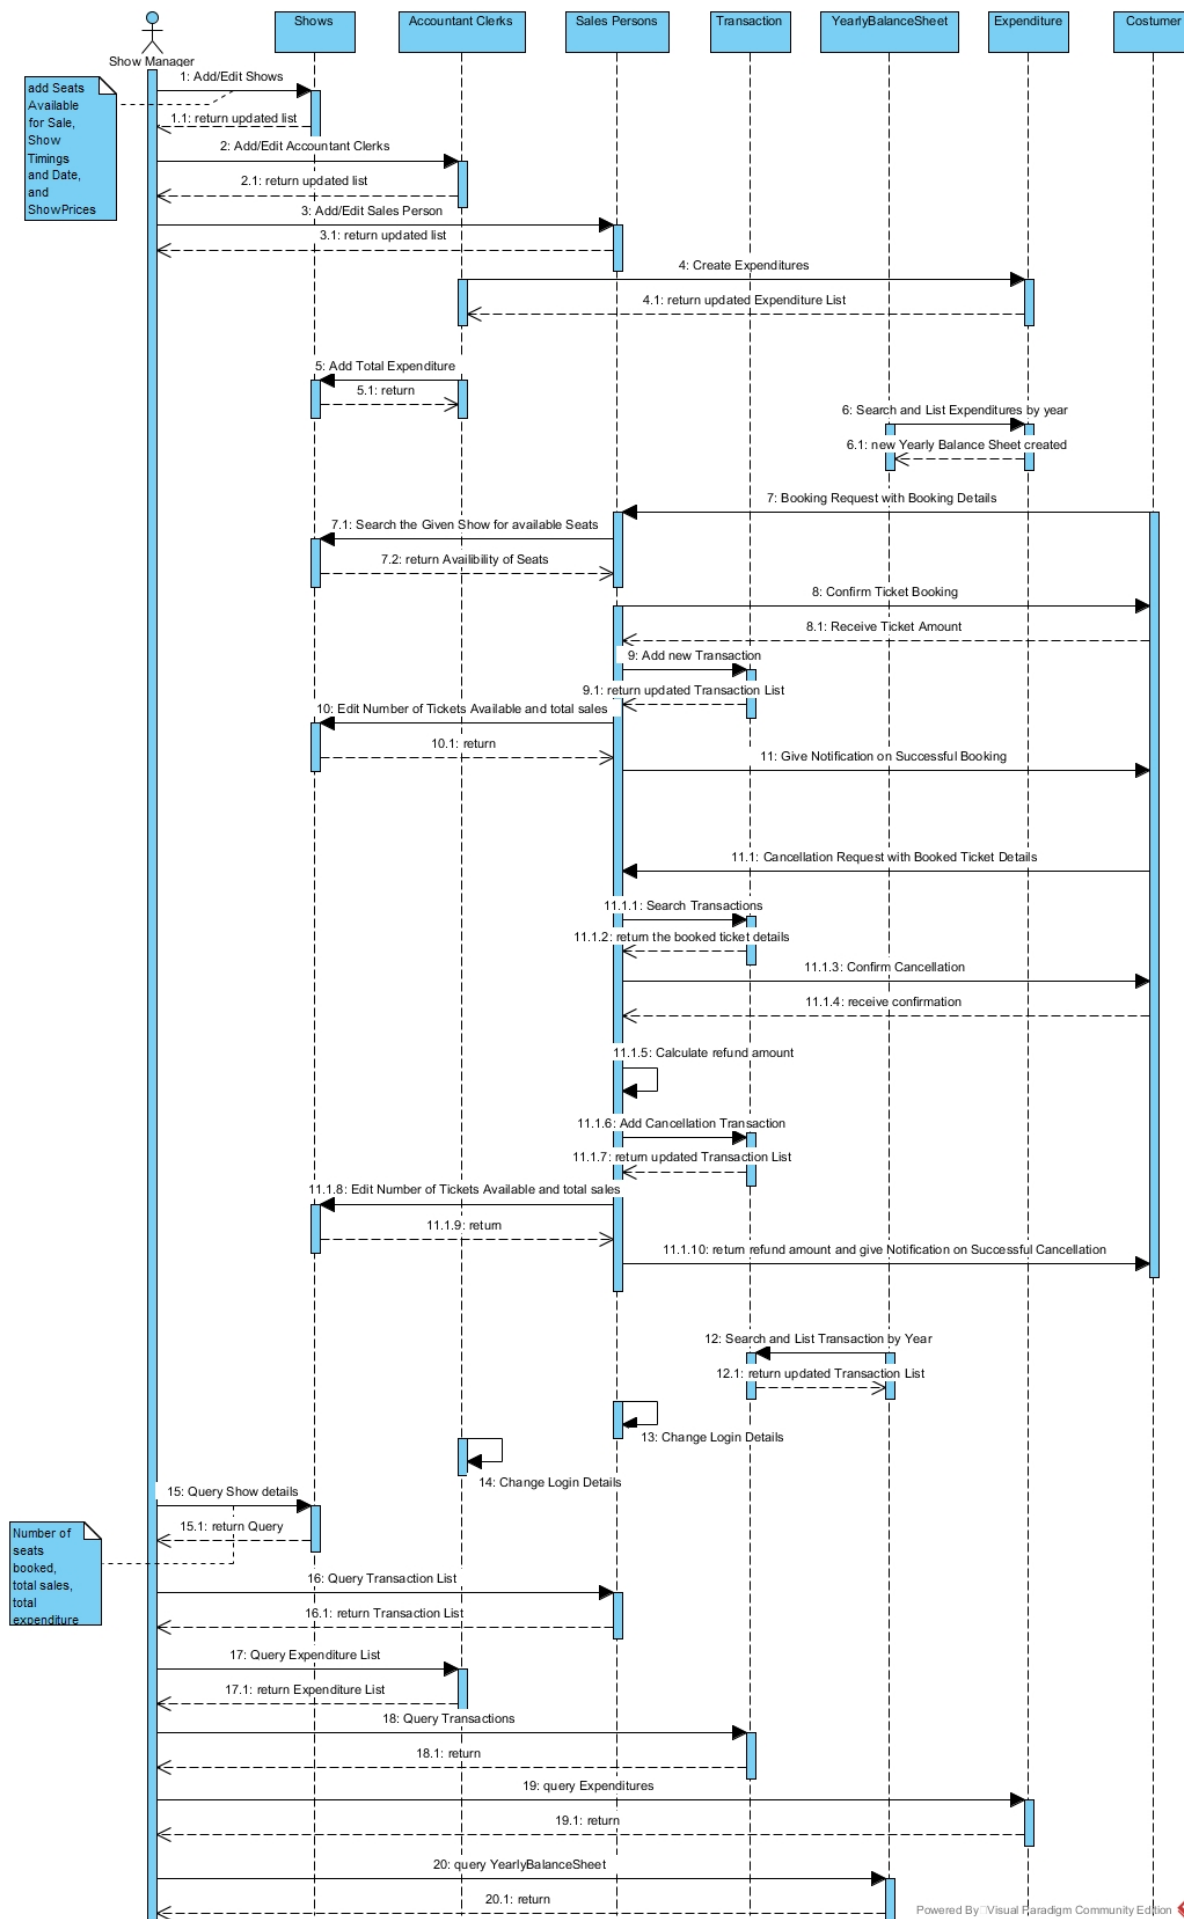 Shows
Accountant Clerks
Sales Persons
Transaction
YearlyBalanceSheet
Expenditure
Costumer
Show Manager
add Seats
Available
for Sale,
Show
Timings
and Date,
and
ShowPrices
1: Add/Edit Shows
1.1: return updated list
2: Add/Edit Accountant Clerks
2.1: return updated list
3: Add/Edit Sales Person
3.1: return updated list
4: Create Expenditures
4.1: return updated Expenditure List
5: Add Total Expenditure
5.1: return
6: Search and List Expenditures by year
6.1: new Yearly Balance Sheet created
7: Booking Request with Booking Details
7.1: Search the Given Show for available Seats
7.2: return Availibility of Seats
8: Confirm Ticket Booking
8.1: Receive Ticket Amount
9: Add new Transaction
9.1: return updated Transaction List
10: Edit Number of Tickets Available and total sales
10.1: return
11: Give Notification on Successful Booking
11.1: Cancellation Request with Booked Ticket Details
11.1.1: Search Transactions
11.1.2: return the booked ticket details
11.1.3: Confirm Cancellation
11.1.4: receive confirmation
11.1.5: Calculate refund amount
11.1.6: Add Cancellation Transaction
11.1.7: return updated Transaction List
11.1.8: Edit Number of Tickets Available and total sales
11.1.9: return
11.1.10: return refund amount and give Notification on Successful Cancellation
12: Search and List Transaction by Year
12.1: return updated Transaction List
13: Change Login Details
14: Change Login Details
15: Query Show details
15.1: return Query
Number of
seats
booked,
total sales,
total
expenditure
16: Query Transaction List
16.1: return Transaction List
17: Query Expenditure List
17.1: return Expenditure List
18: Query Transactions
18.1: return
19: query Expenditures
19.1: return
20: query YearlyBalanceSheet
20.1: return
Powered By Visual Paradigm Community Edition